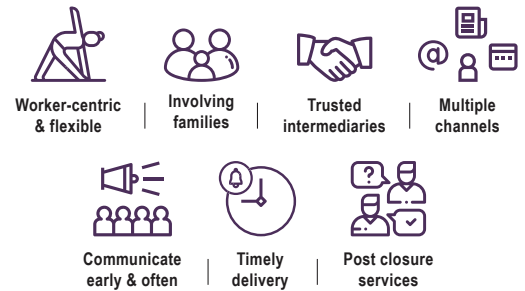 Worker-centric
& flexible
Involving
families
Trusted
intermediaries
Multiple
channels
Communicate
early & often
Timely
delivery
Post closure
services